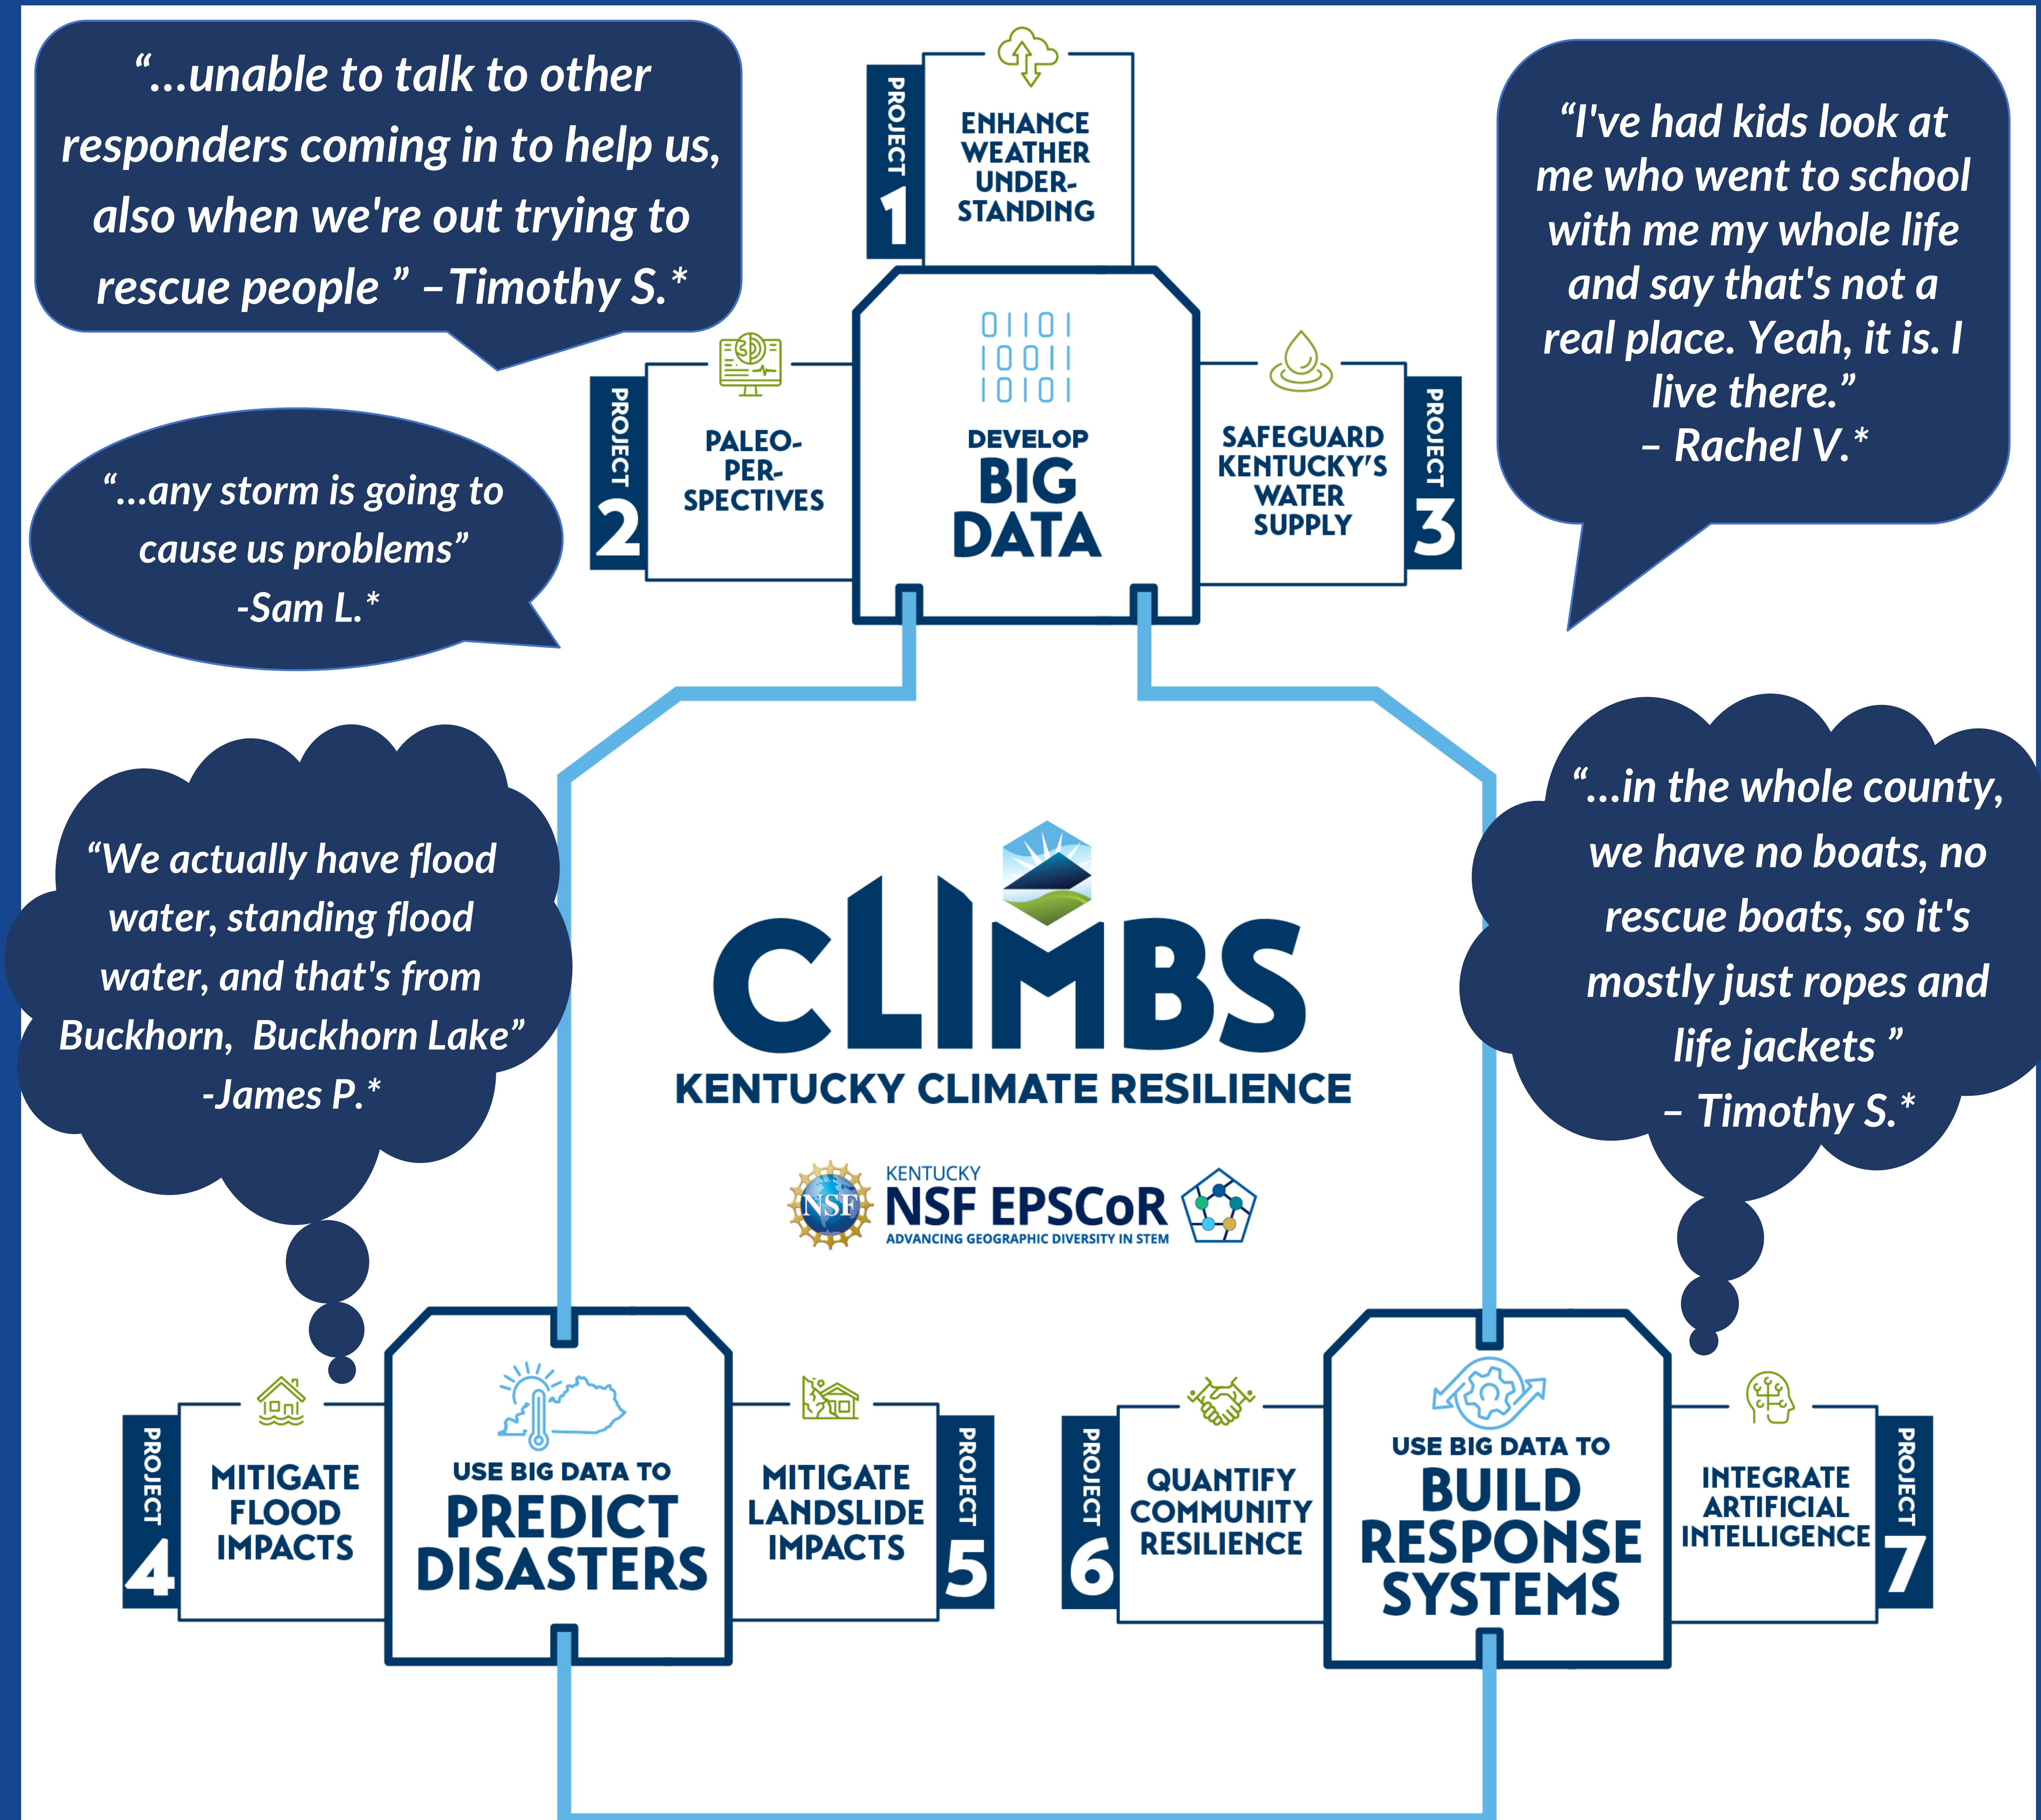 “...unable to talk to other
responders coming in to help us,
also when we're out trying to
rescue people ” –Timothy S.*
PROJECT 1
ENHANCE
WEATHER
UNDER-
STANDING
“I've had kids look at
me who went to school
with me my whole life
and say that's not a
real place. Yeah, it is. I
live there.”
– Rachel V.*
“...any storm is going to
cause us problems”
-Sam L.*
PROJECT 2
PALEO-
PER-
SPECTIVES
01101
10011
10101
DEVELOP
BIG
DATA
SAFEGUARD
KENTUCKY’S
WATER
SUPPLY
PROJECT 3
“We actually have flood
water, standing flood
water, and that's from
Buckhorn,  Buckhorn Lake”
-James P.*
CLIMBS
KENTUCKY CLIMATE RESILIENCE
NSF
KENTUCKY
NSF EPSCoR
ADVANCING GEOGRAPHIC DIVERSITY IN STEM
“...in the whole county,
we have no boats, no
rescue boats, so it's
mostly just ropes and
life jackets ”
– Timothy S.*
PROJECT 4
MITIGATE
FLOOD
IMPACTS
USE BIG DATA TO
PREDICT
DISASTERS
MITIGATE
LANDSLIDE
IMPACTS
PROJECT 5
PROJECT 6
QUANTIFY
COMMUNITY
RESILIENCE
USE BIG DATA TO
BUILD
RESPONSE
SYSTEMS
INTEGRATE
ARTIFICIAL
INTELLIGENCE
PROJECT 7